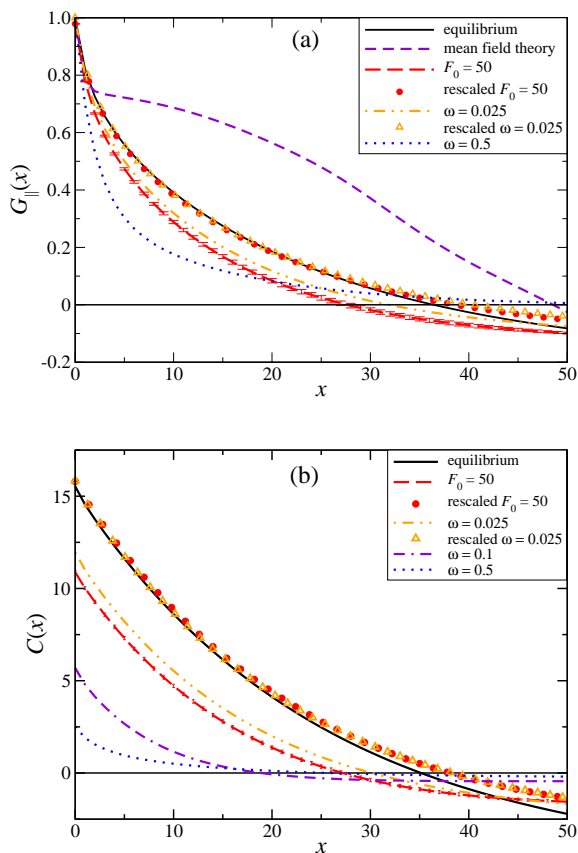 (a)
equilibrium
mean field theory
F₀ = 50
rescaled F₀ = 50
ω = 0.025
rescaled ω = 0.025
ω = 0.5
1.0
0.8
0.6
0.4
0.2
0
-0.2
G∥(x)
0 10 20 30 40 50
x
(b)
equilibrium
F₀ = 50
rescaled F₀ = 50
ω = 0.025
rescaled ω = 0.025
ω = 0.1
ω = 0.5
15
10
5
0
C(x)
0 10 20 30 40 50
x